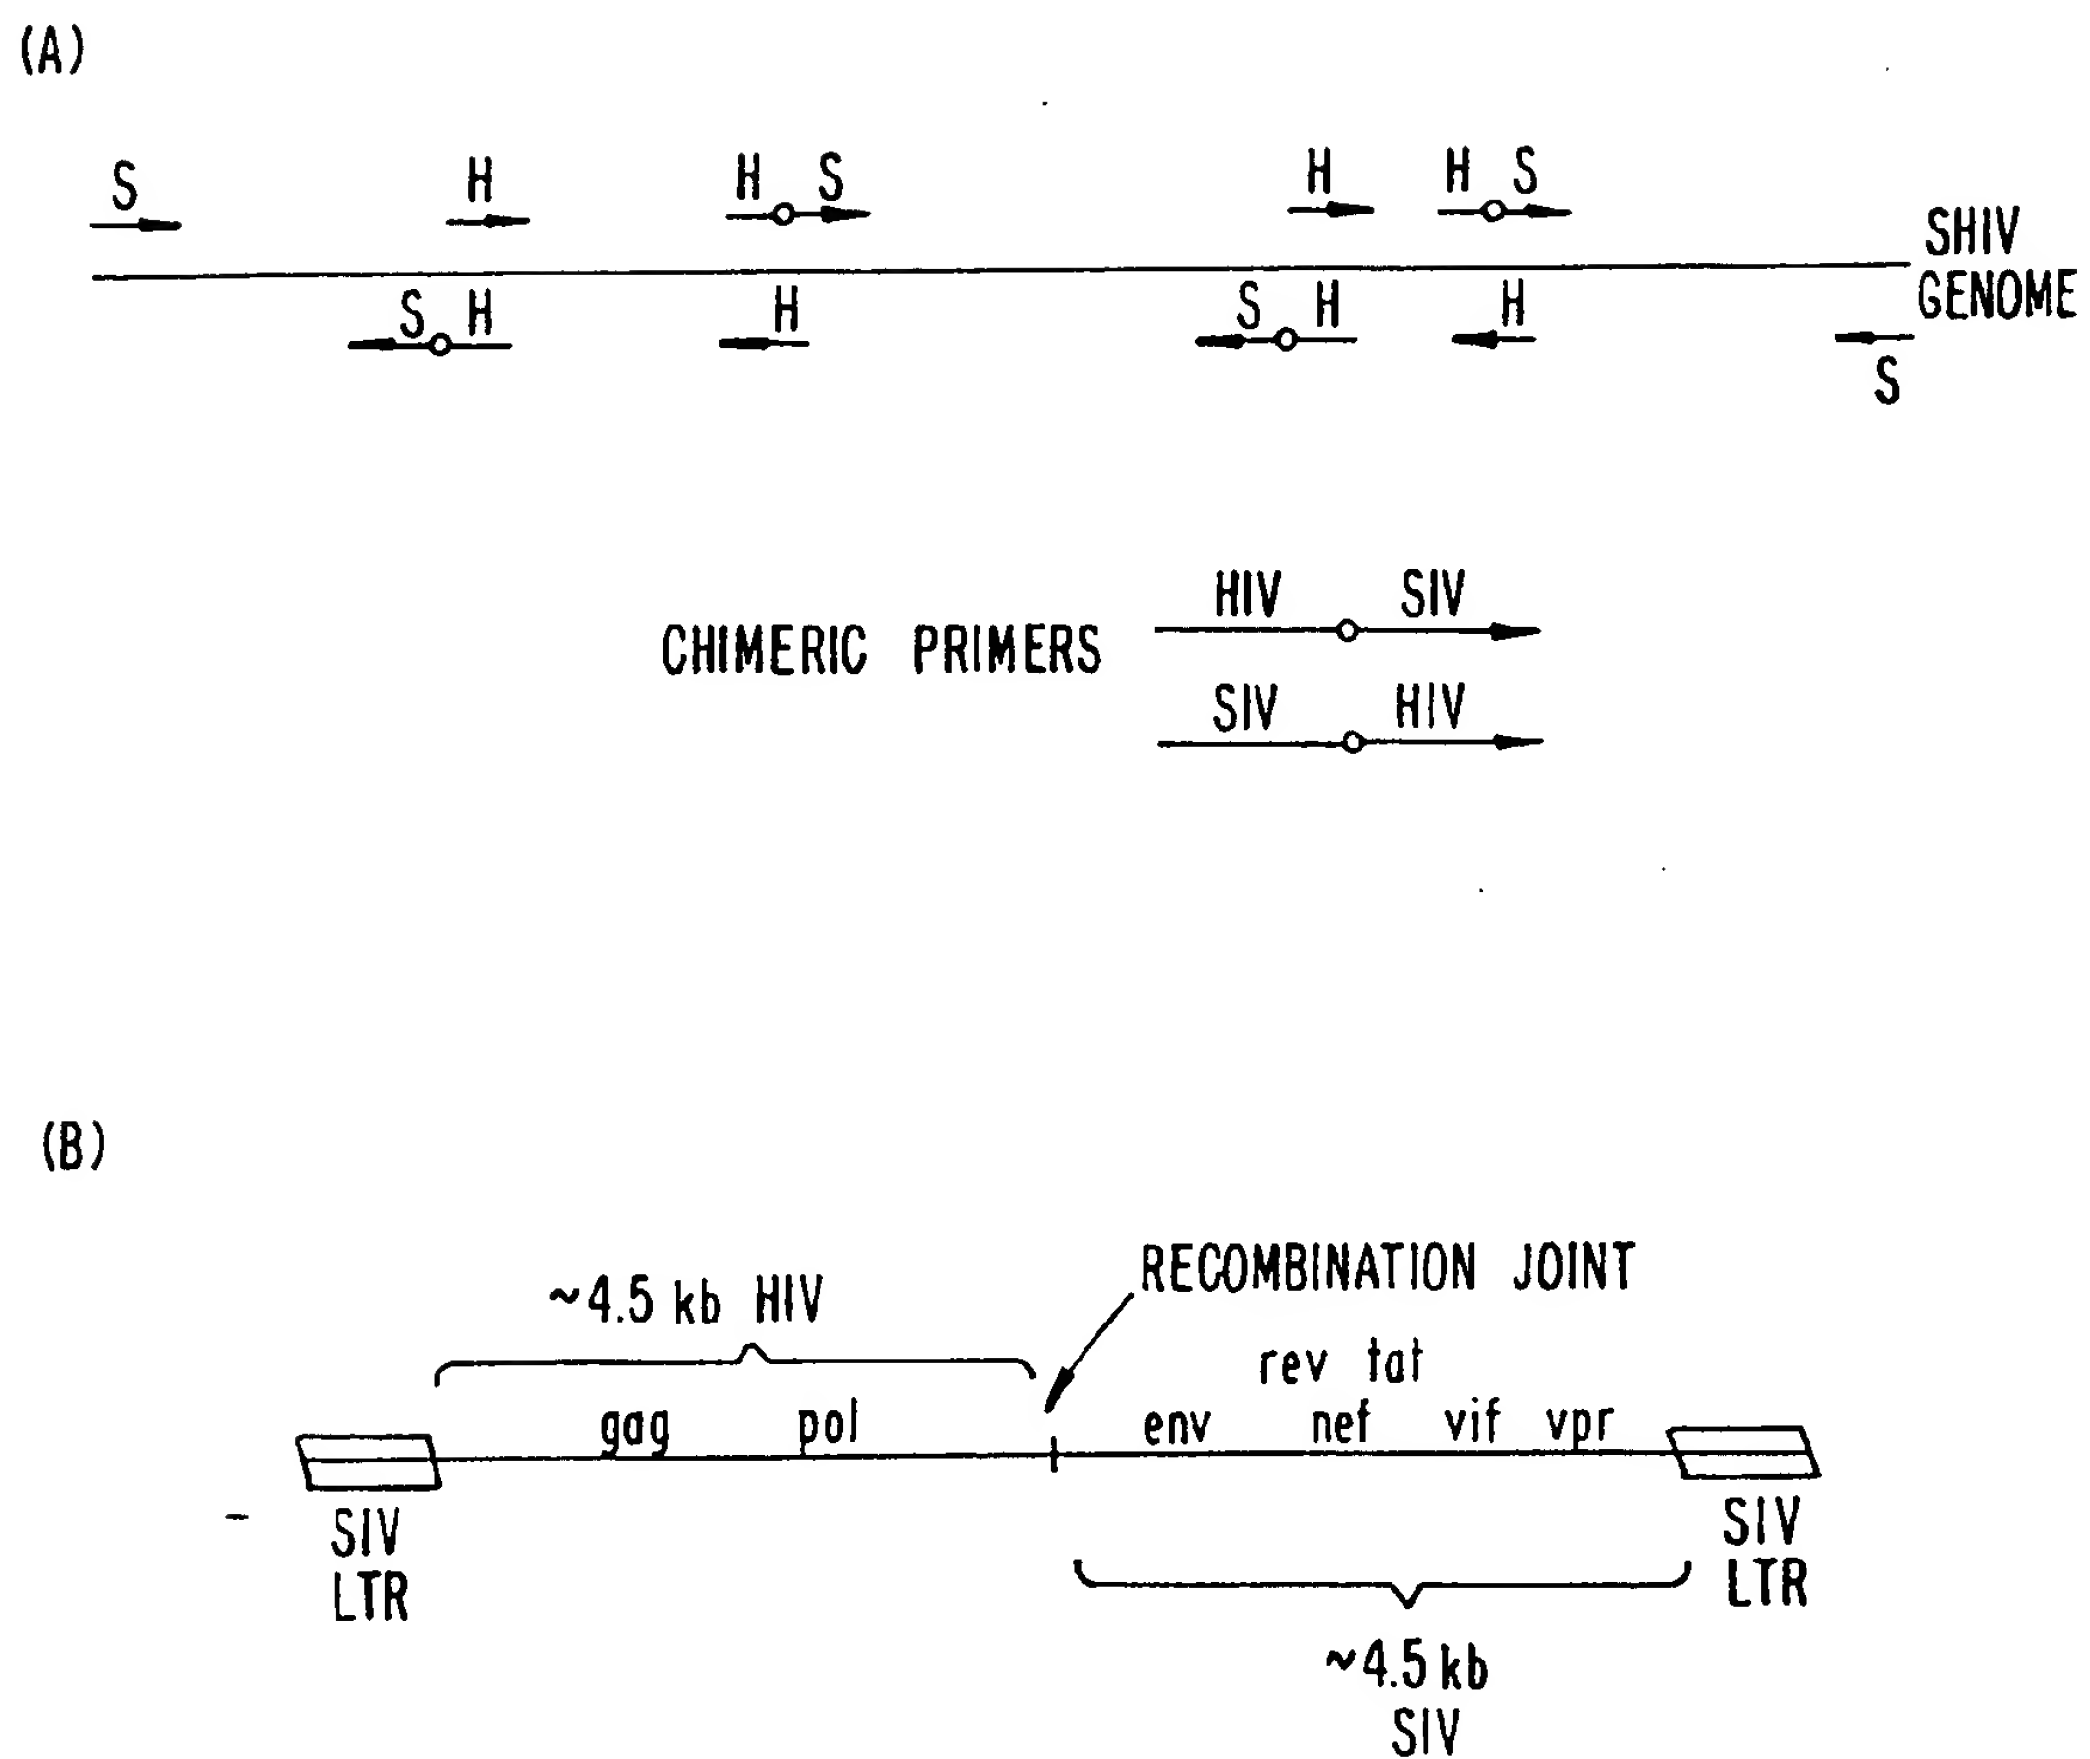 (A)
S H H S H H S
SHIV
GENOME
S H H S H H
S
CHIMERIC PRIMERS
HIV SIV
SIV HIV
(B)
RECOMBINATION JOINT
~4.5 kb HIV
rev tat
gag pol env nef vif vpr
SIV
LTR
SIV
LTR
~4.5 kb
SIV